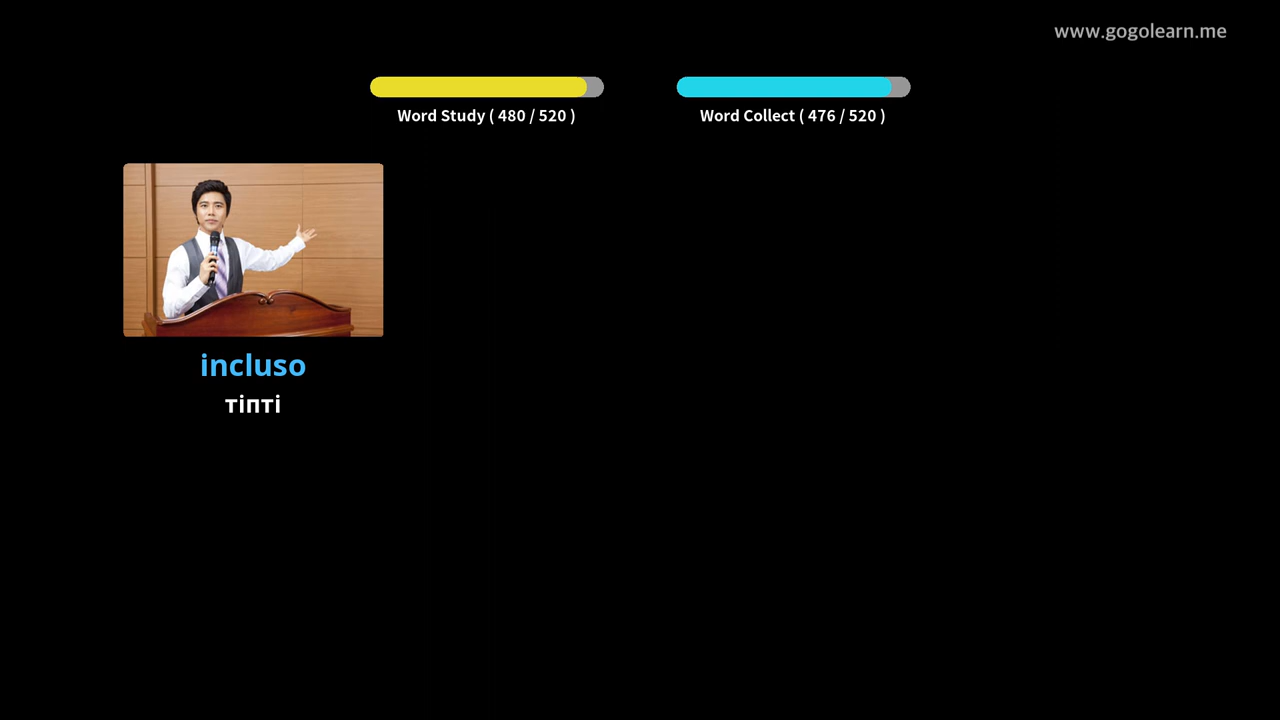 www.gogolearn.me
Word Study ( 480 / 520 )
Word Collect ( 476 / 520 )
incluso
тіпті